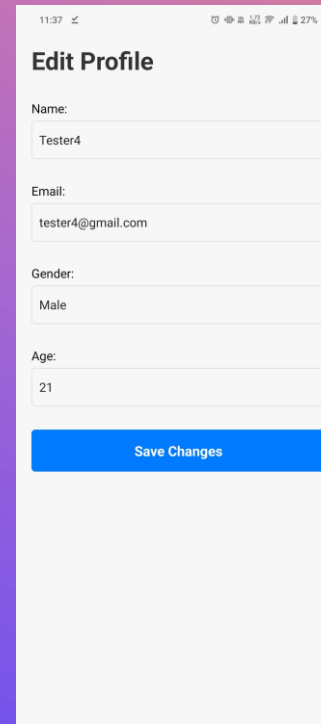 11:37 27%
Edit Profile
Name:
Tester4
Email:
tester4@gmail.com
Gender:
Male
Age:
21
Save Changes